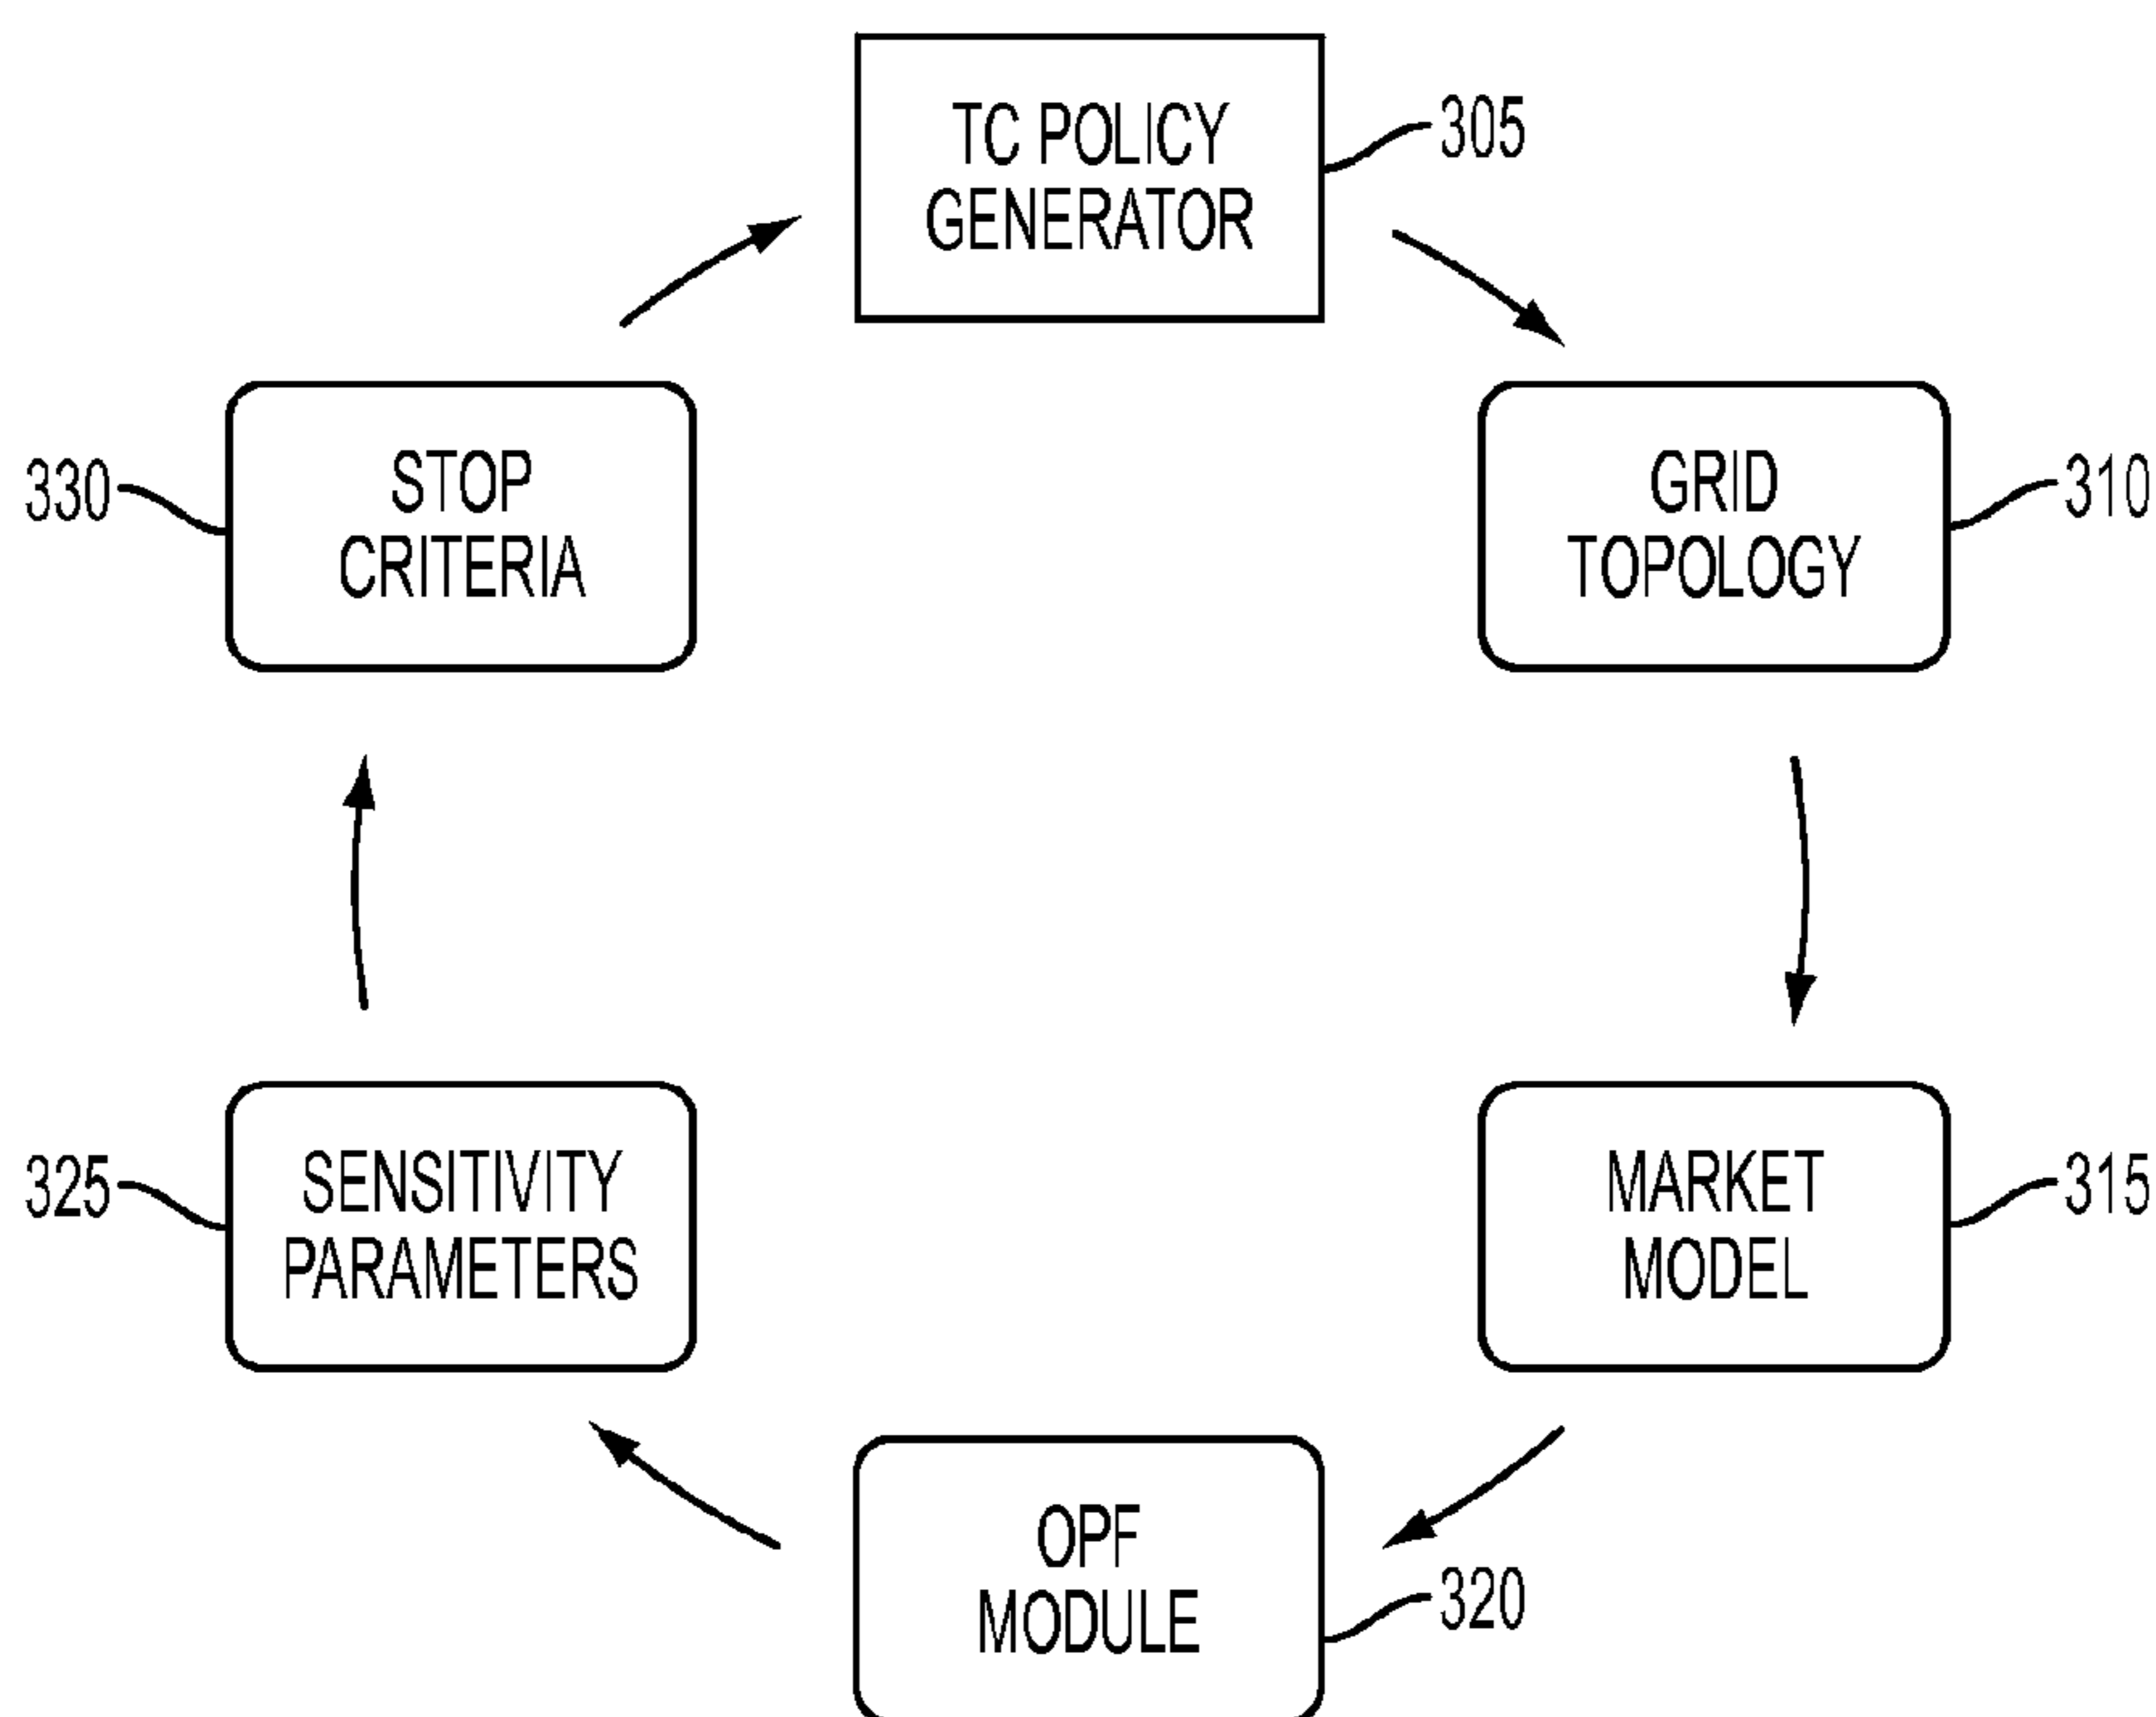 TC POLICY
GENERATOR
305
330
STOP
CRITERIA
GRID
TOPOLOGY
310
325
SENSITIVITY
PARAMETERS
MARKET
MODEL
315
OPF
MODULE
320